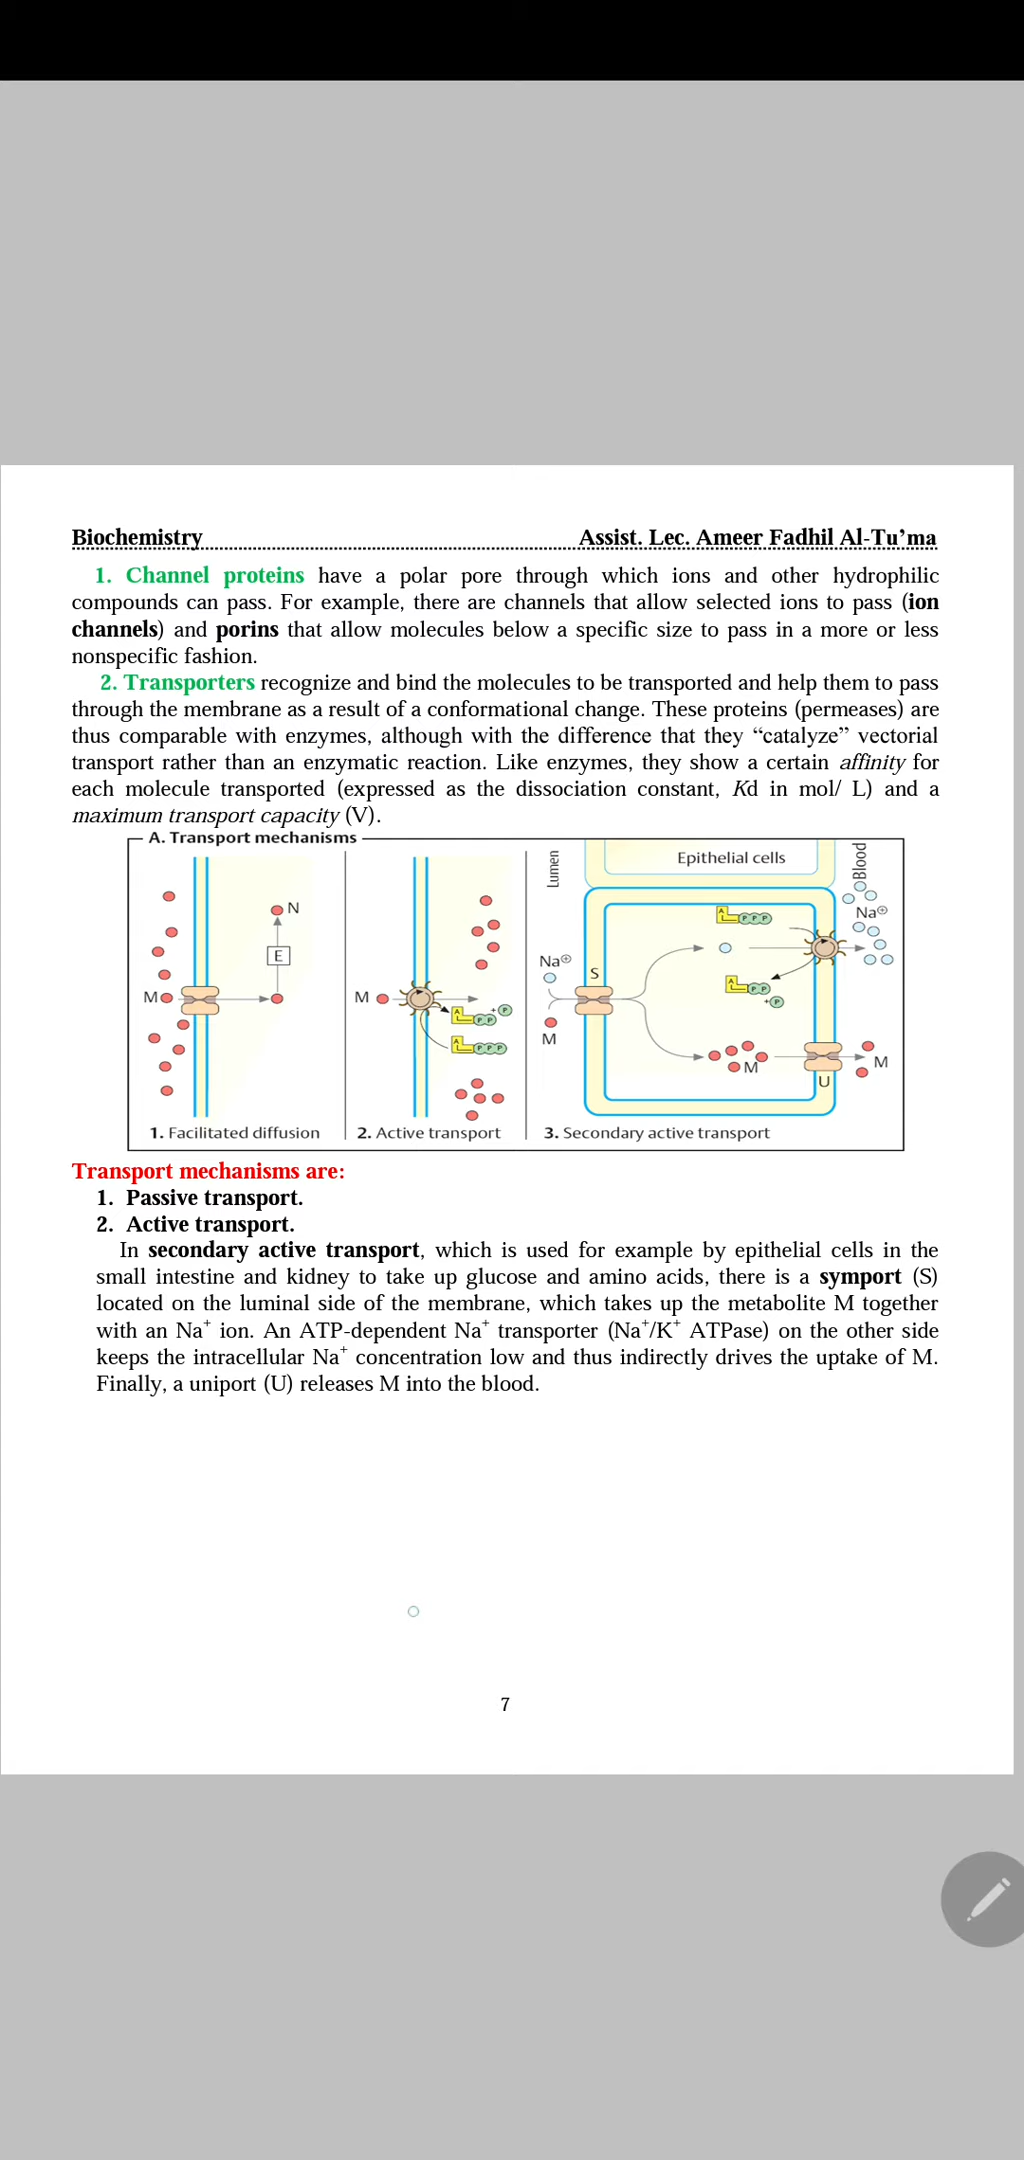 Biochemistry Assist. Lec. Ameer Fadhil Al-Tu’ma
1. Channel proteins have a polar pore through which ions and other hydrophilic
compounds can pass. For example, there are channels that allow selected ions to pass (ion
channels) and porins that allow molecules below a specific size to pass in a more or less
nonspecific fashion.
2. Transporters recognize and bind the molecules to be transported and help them to pass
through the membrane as a result of a conformational change. These proteins (permeases) are
thus comparable with enzymes, although with the difference that they “catalyze” vectorial
transport rather than an enzymatic reaction. Like enzymes, they show a certain affinity for
each molecule transported (expressed as the dissociation constant, Kd in mol/ L) and a
maximum transport capacity (V).
A. Transport mechanisms
N
E
M
1. Facilitated diffusion
M
A P P + P
A P P P
2. Active transport
Lumen
Epithelial cells
Blood
A P P P
Na⊕
Na⊕
S
A P P
+ P
M
M
M
U
3. Secondary active transport
Transport mechanisms are:
1. Passive transport.
2. Active transport.
In secondary active transport, which is used for example by epithelial cells in the
small intestine and kidney to take up glucose and amino acids, there is a symport (S)
located on the luminal side of the membrane, which takes up the metabolite M together
with an Na⁺ ion. An ATP-dependent Na⁺ transporter (Na⁺/K⁺ ATPase) on the other side
keeps the intracellular Na⁺ concentration low and thus indirectly drives the uptake of M.
Finally, a uniport (U) releases M into the blood.
7